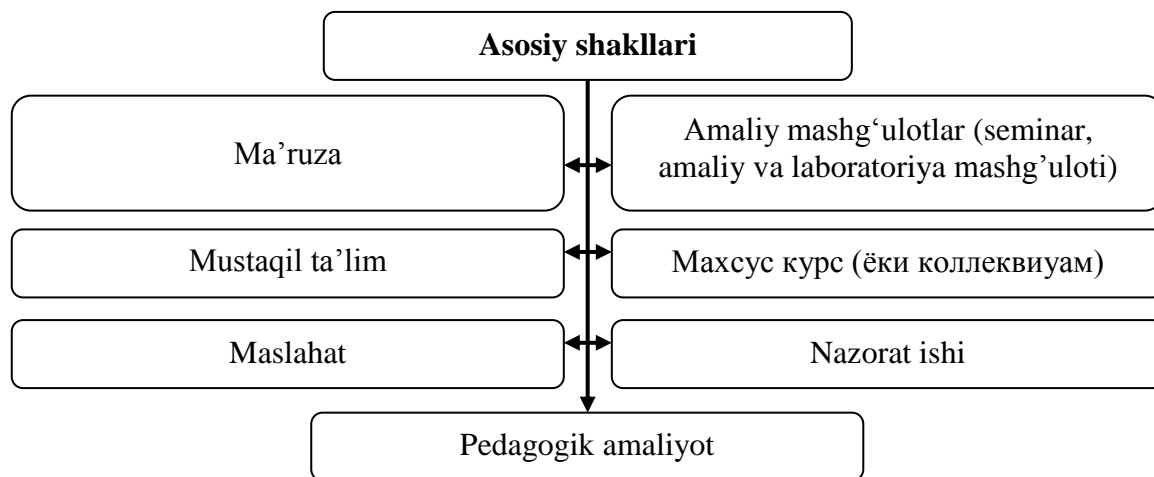 Asosiy shakllari
Ma’ruza
Amaliy mashg‘ulotlar (seminar,
amaliy va laboratoriya mashg’uloti)
Mustaqil ta’lim
Махсус курс (ёки коллеквиуам)
Maslahat
Nazorat ishi
Pedagogik amaliyot